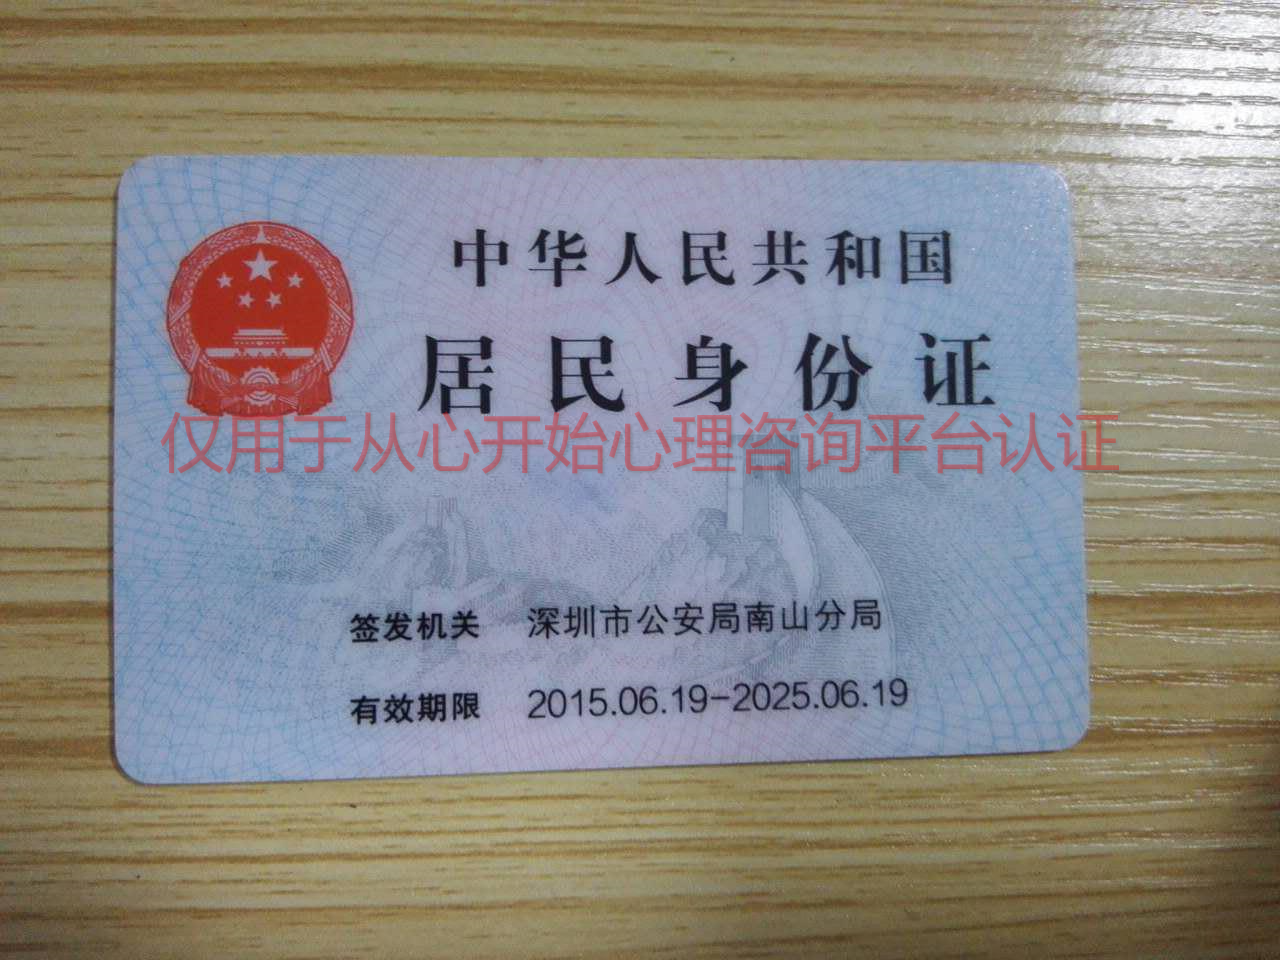 中华人民共和国
居民身份证
仅用于从心开始心理咨询平台认证
签发机关 深圳市公安局南山分局
有效期限 2015.06.19-2025.06.19